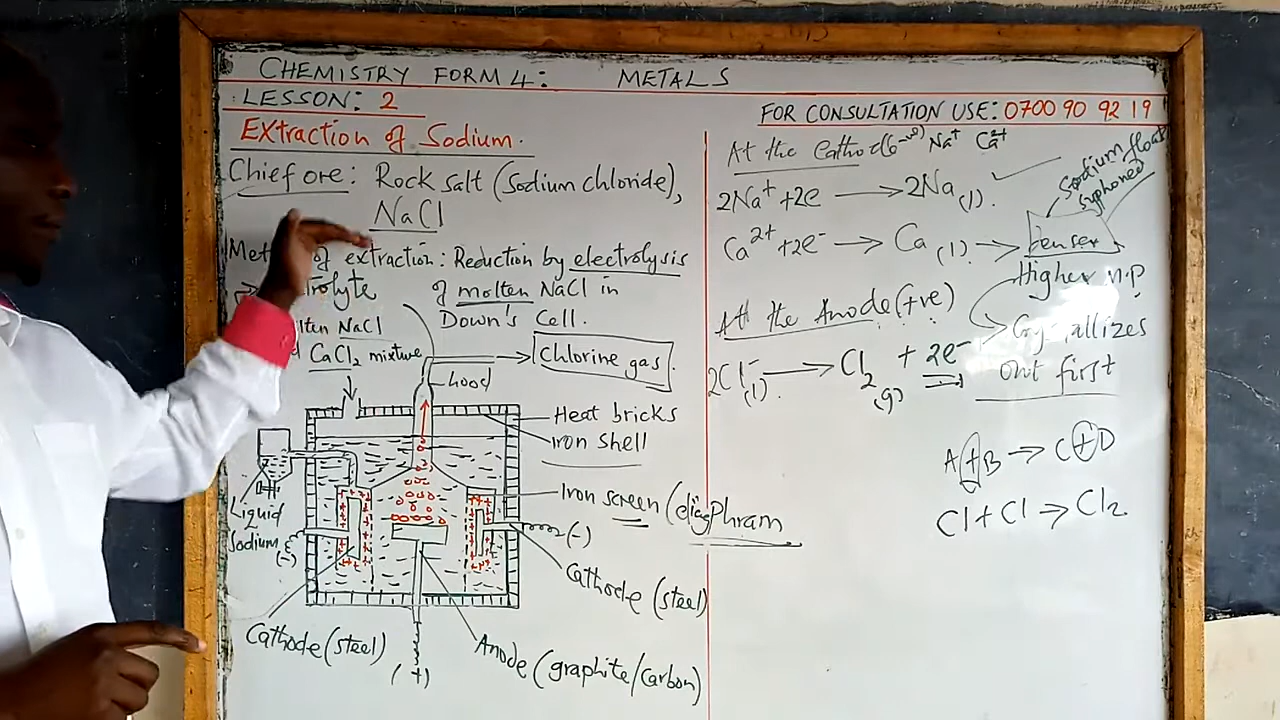 CHEMISTRY FORM 4: METALS
LESSON: 2
FOR CONSULTATION USE: 0700 90 92 19
Extraction of Sodium.
Chief ore: Rock salt (Sodium chloride),
NaCl
of extraction: Reduction by electrolysis
of molten NaCl in
Down's Cell.
NaCl
CaCl2 mixture
Chlorine gas.
hood
Heat bricks
Iron shell
Iron screen
(-)
Liquid
Sodium
(-)
Cathode (steel)
Cathode (steel)
Anode (graphite/carbon)
(+)
At the Na+ Ca2+
2Na+ + 2e → 2Na (l).
Sodium float
syphoned
Ca2+ + 2e- → Ca (l) → Denser
Higher m.p
At the Anode (+ve)
Crystallizes
out first
2Cl- (l) → Cl2 (g) + 2e-
A + B → C + D
Cl + Cl → Cl2